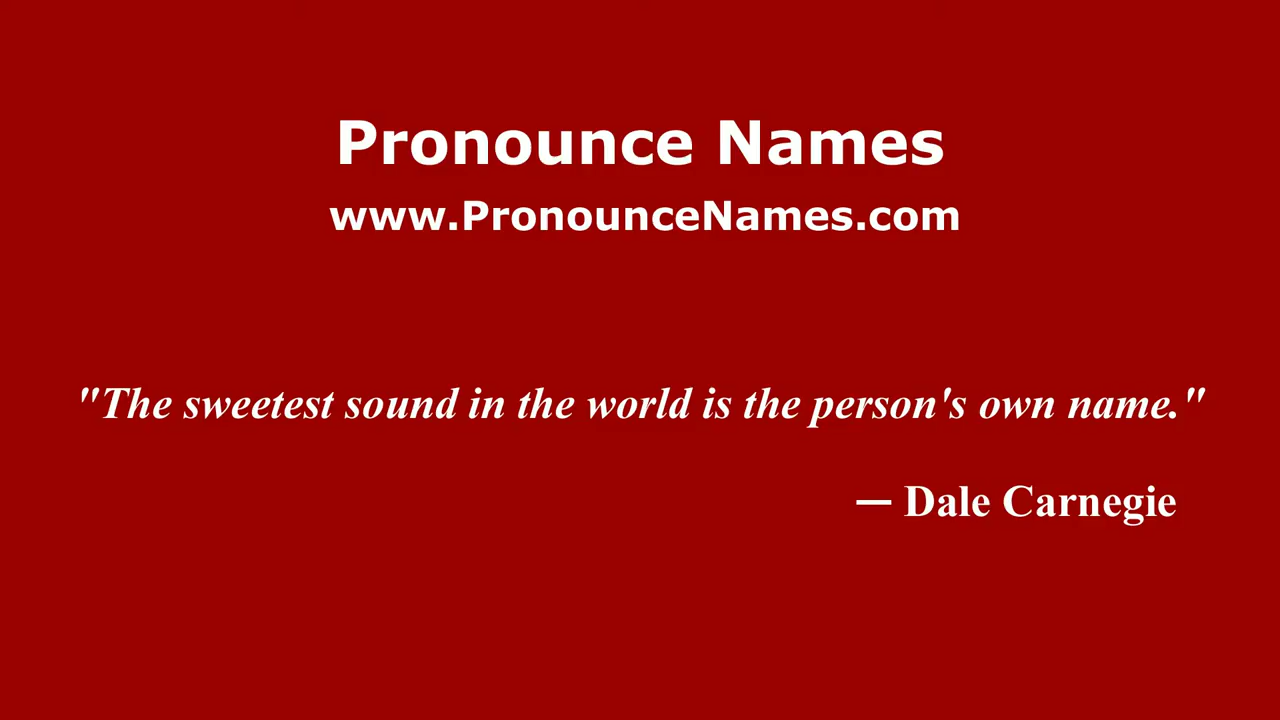 Pronounce Names
www.PronounceNames.com
"The sweetest sound in the world is the person's own name."
— Dale Carnegie